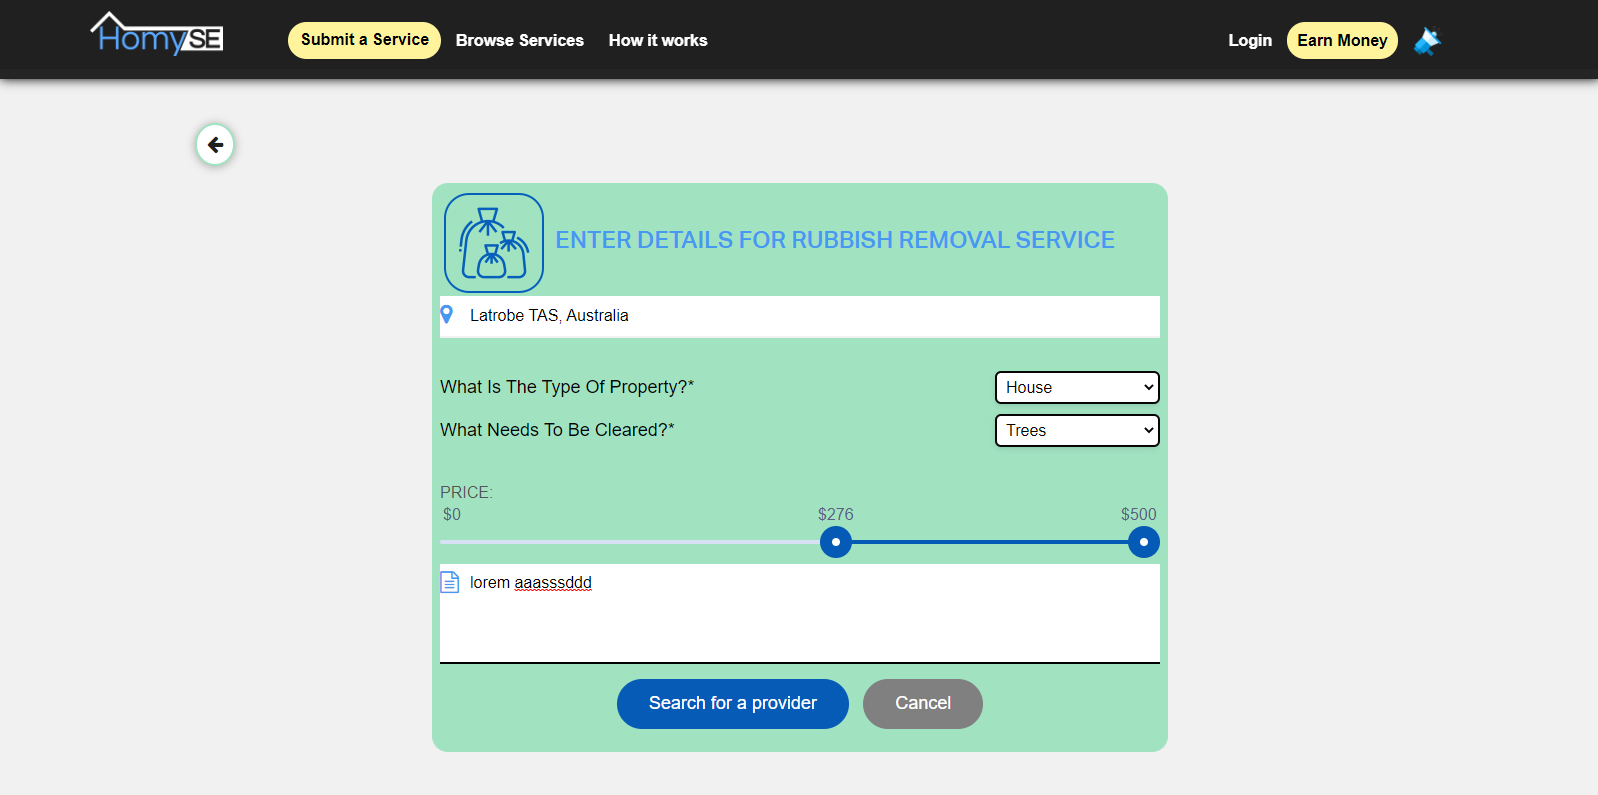 HomySE
Submit a Service
Browse Services
How it works
Login
Earn Money
ENTER DETAILS FOR RUBBISH REMOVAL SERVICE
Latrobe TAS, Australia
What Is The Type Of Property?*
House
What Needs To Be Cleared?*
Trees
PRICE:
$0
$276
$500
lorem aaasssddd
Search for a provider
Cancel